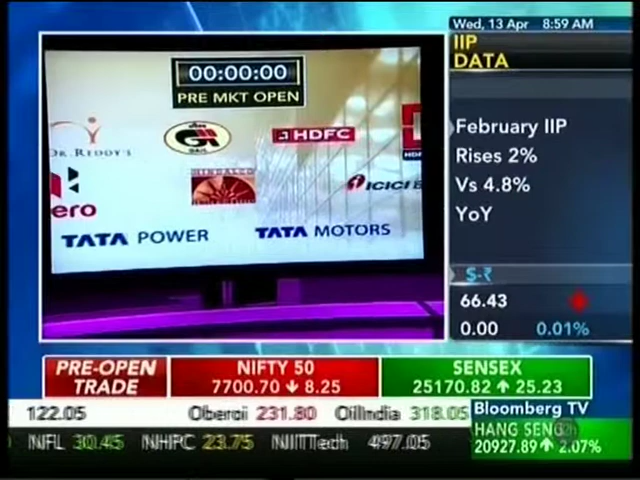 Wed, 13 Apr 8:59 AM
IIP
DATA
00:00:00
PRE MKT OPEN
DR. REDDY'S
GAIL
HDFC
HDF
ero
HINDALCO
ICICI B
TATA POWER
TATA MOTORS
February IIP
Rises 2%
Vs 4.8%
YoY
$-₹
66.43
0.00 0.01%
PRE-OPEN
TRADE
NIFTY 50
7700.70 8.25
SENSEX
25170.82 25.23
122.05 Oberoi 231.80 OilIndia 318.05
NFL 30.45 NHPC 23.75 NIITTech 497.05
Bloomberg TV
HANG SENG
20927.89 2.07%